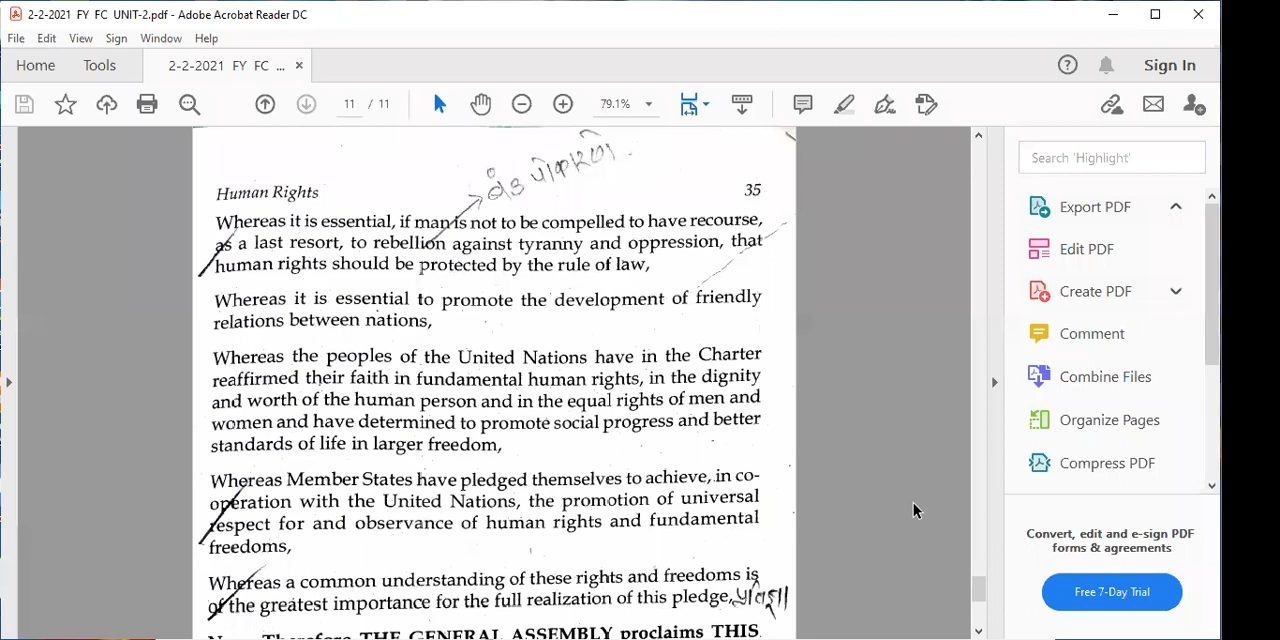 2-2-2021 FY FC UNIT-2.pdf - Adobe Acrobat Reader DC
File Edit View Sign Window Help
Home Tools 2-2-2021 FY FC ... × Sign In
11 / 11 79.1%
Search 'Highlight'
Export PDF
Edit PDF
Create PDF
Comment
Combine Files
Organize Pages
Compress PDF
Convert, edit and e-sign PDF
forms & agreements
Free 7-Day Trial
Human Rights 35
Whereas it is essential, if man is not to be compelled to have recourse,
as a last resort, to rebellion against tyranny and oppression, that
human rights should be protected by the rule of law,
Whereas it is essential to promote the development of friendly
relations between nations,
Whereas the peoples of the United Nations have in the Charter
reaffirmed their faith in fundamental human rights, in the dignity
and worth of the human person and in the equal rights of men and
women and have determined to promote social progress and better
standards of life in larger freedom,
Whereas Member States have pledged themselves to achieve, in co-
operation with the United Nations, the promotion of universal
respect for and observance of human rights and fundamental
freedoms,
Whereas a common understanding of these rights and freedoms is
of the greatest importance for the full realization of this pledge,
Therefore THE GENERAL ASSEMBLY proclaims THIS